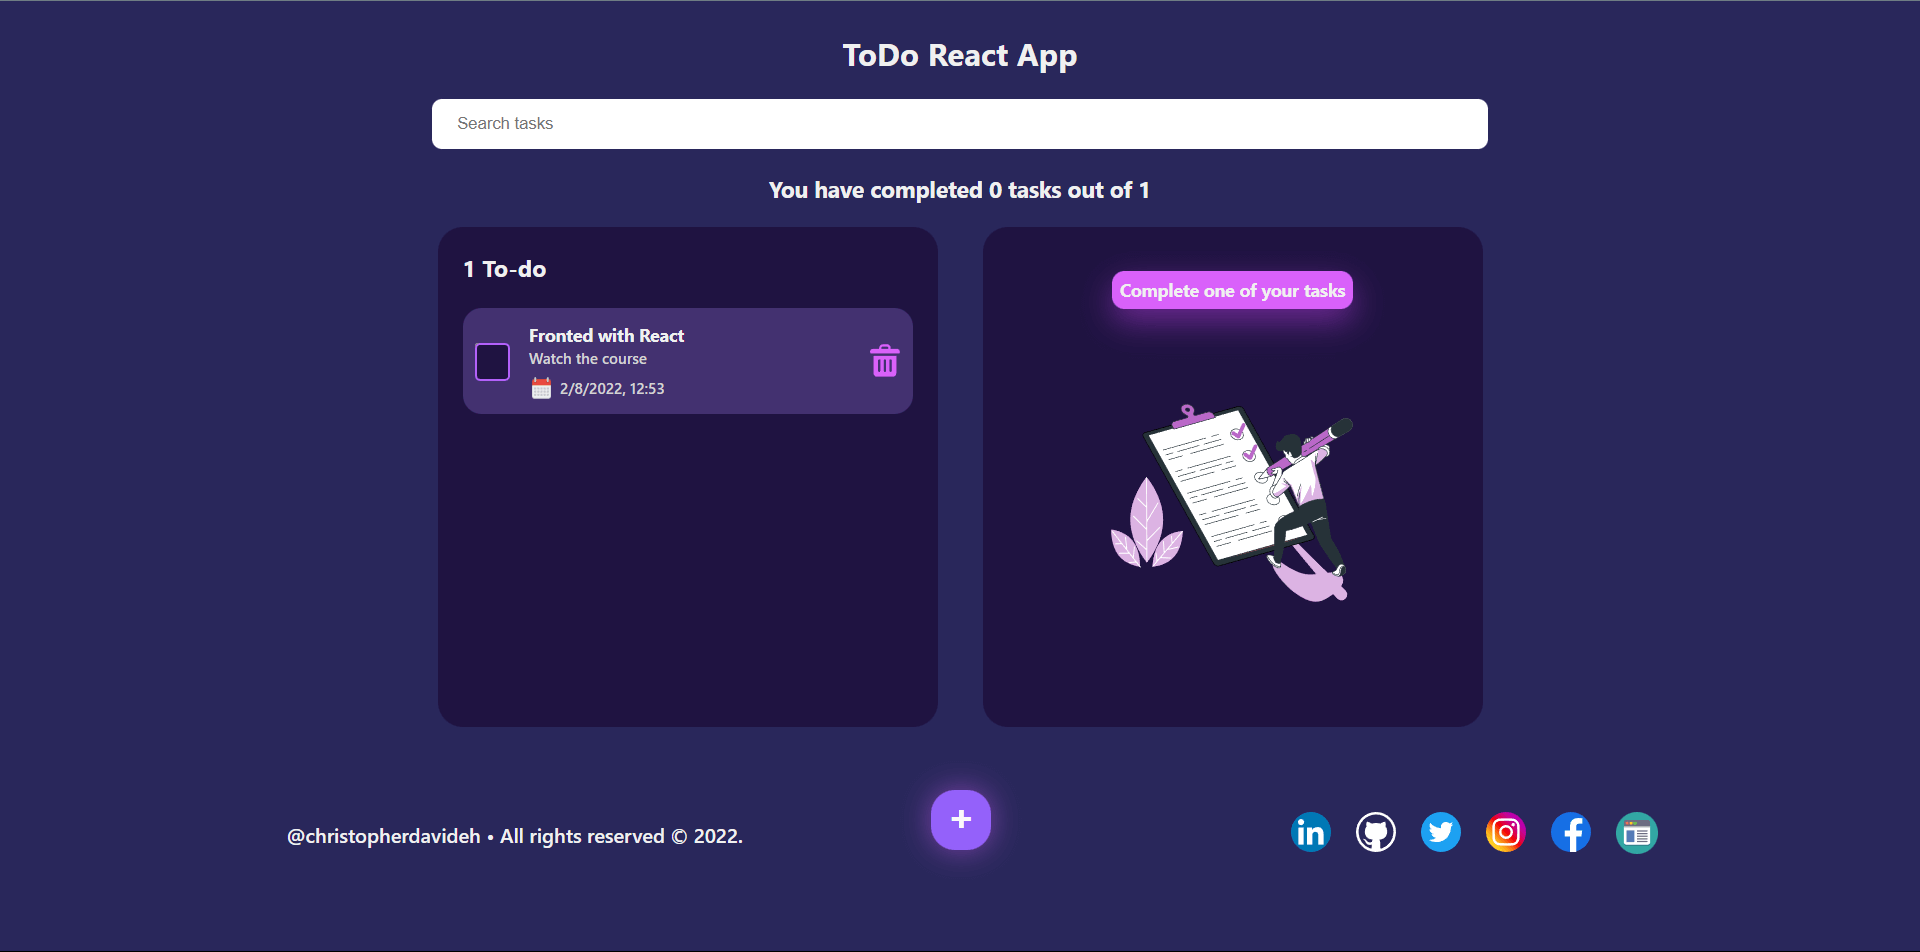 ToDo React App
Search tasks
You have completed 0 tasks out of 1
1 To-do
Fronted with React
Watch the course
2/8/2022, 12:53
Complete one of your tasks
+
@christopherdavideh • All rights reserved © 2022.
in